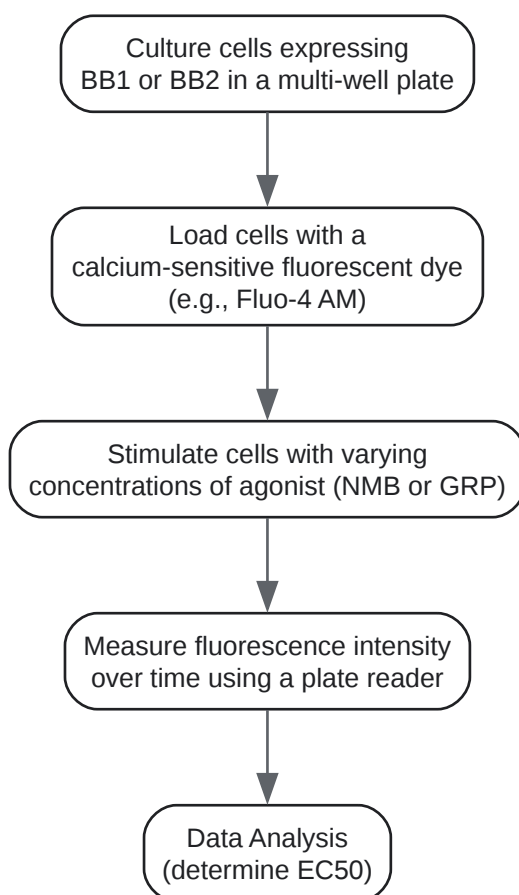 Culture cells expressing
BB1 or BB2 in a multi-well plate
Load cells with a
calcium-sensitive fluorescent dye
(e.g., Fluo-4 AM)
Stimulate cells with varying
concentrations of agonist (NMB or GRP)
Measure fluorescence intensity
over time using a plate reader
Data Analysis
(determine EC50)